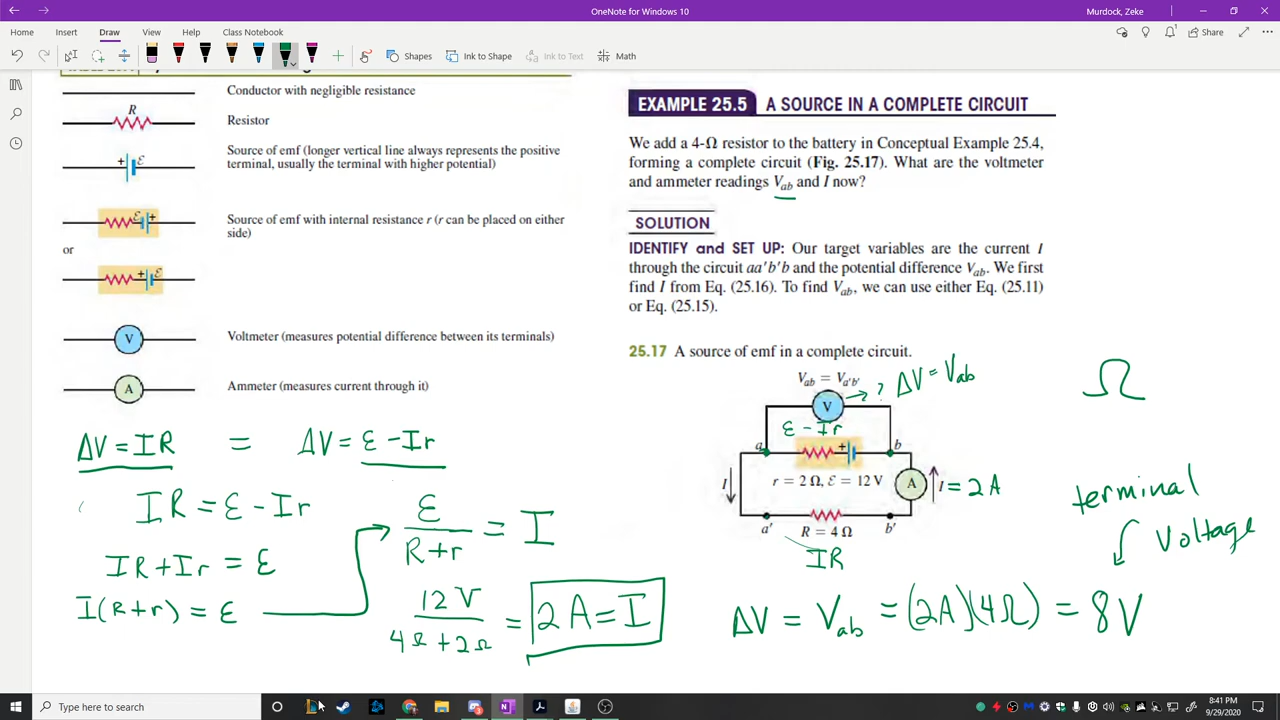 OneNote for Windows 10
Murdock, Zeke
Home Insert Draw View Help Class Notebook
Share
Shapes Ink to Shape Ink to Text Math
Conductor with negligible resistance
R
Resistor
Source of emf (longer vertical line always represents the positive
terminal, usually the terminal with higher potential)
+ ε
Source of emf with internal resistance r (r can be placed on either
side)
ε +
or
+ ε
Voltmeter (measures potential difference between its terminals)
V
Ammeter (measures current through it)
A
ΔV = IR = ΔV = ε - Ir
IR = ε - Ir
IR + Ir = ε
I(R+r) = ε
ε / R+r = I
12 V / 4Ω + 2Ω = 2 A = I
EXAMPLE 25.5 A SOURCE IN A COMPLETE CIRCUIT
We add a 4-Ω resistor to the battery in Conceptual Example 25.4,
forming a complete circuit (Fig. 25.17). What are the voltmeter
and ammeter readings Vab and I now?
SOLUTION
IDENTIFY and SET UP: Our target variables are the current I
through the circuit aa′b′b and the potential difference Vab. We first
find I from Eq. (25.16). To find Vab, we can use either Eq. (25.11)
or Eq. (25.15).
25.17 A source of emf in a complete circuit.
Vab = Va′b′
V → ? ΔV = Vab
ε - Ir
a + b
I r = 2 Ω, ε = 12 V A I = 2 A
a′ R = 4 Ω b′
IR
Ω
terminal
Voltage
ΔV = Vab = (2A)(4Ω) = 8V
Type here to search
8:41 PM
9/29/2020